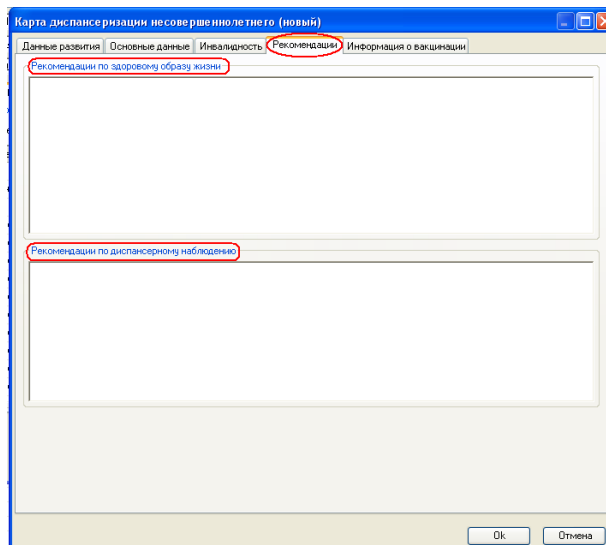 Карта диспансеризации несовершеннолетнего (новый)
Данные развития Основные данные Инвалидность Рекомендации Информация о вакцинации
Рекомендации по здоровому образу жизни
Рекомендации по диспансерному наблюдению
Ok Отмена